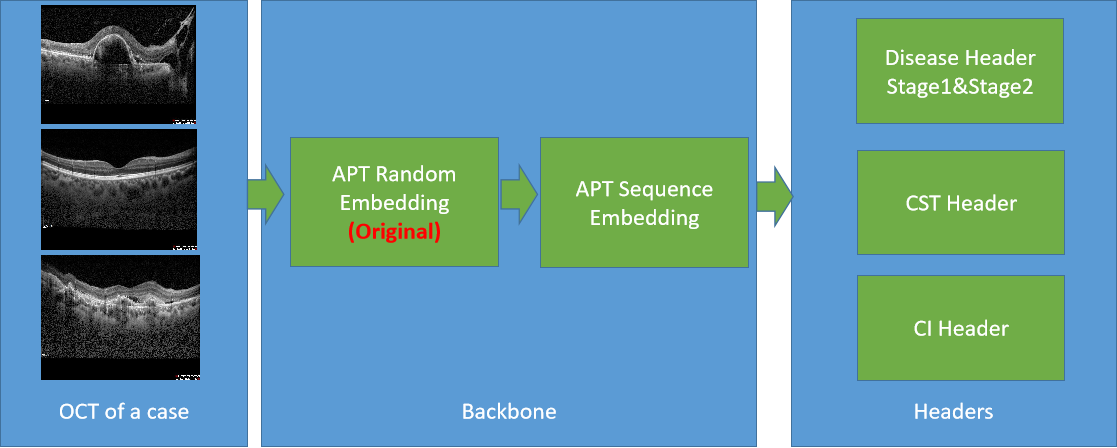 OCT of a case
APT Random
Embedding
(Original)
APT Sequence
Embedding
Backbone
Disease Header
Stage1&Stage2
CST Header
CI Header
Headers